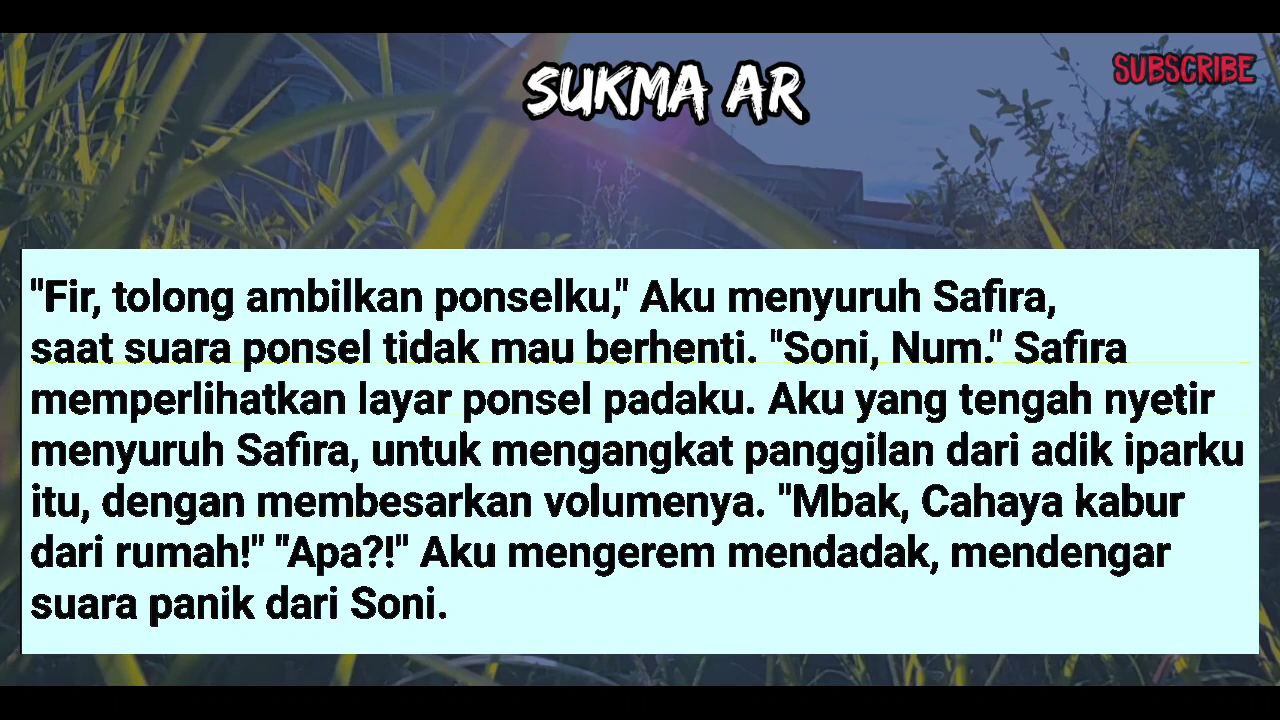 SUKMA AR
SUBSCRIBE
"Fir, tolong ambilkan ponselku," Aku menyuruh Safira,
saat suara ponsel tidak mau berhenti. "Soni, Num." Safira
memperlihatkan layar ponsel padaku. Aku yang tengah nyetir
menyuruh Safira, untuk mengangkat panggilan dari adik iparku
itu, dengan membesarkan volumenya. "Mbak, Cahaya kabur
dari rumah!" "Apa?!" Aku mengerem mendadak, mendengar
suara panik dari Soni.